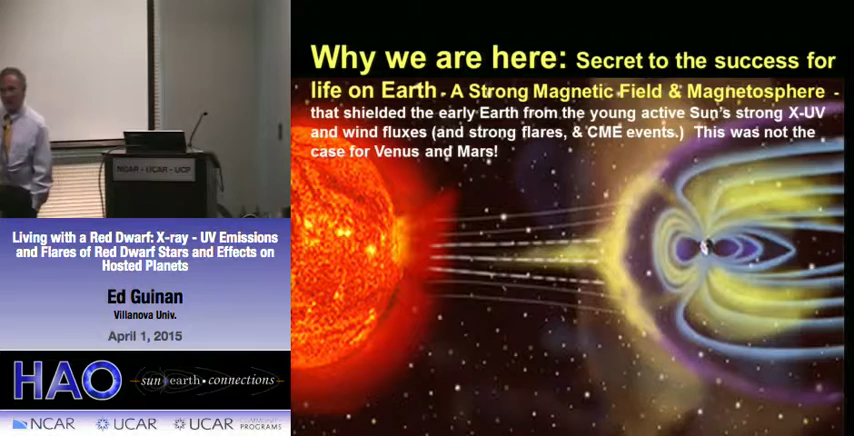 Why we are here: Secret to the success for
life on Earth - A Strong Magnetic Field & Magnetosphere -
that shielded the early Earth from the young active Sun's strong X-UV
and wind fluxes (and strong flares, & CME events.) This was not the
case for Venus and Mars!
NCAR - UCAR - UCP
Living with a Red Dwarf: X-ray - UV Emissions
and Flares of Red Dwarf Stars and Effects on
Hosted Planets
Ed Guinan
Villanova Univ.
April 1, 2015
HAO
sun earth • connections
NCAR UCAR UCAR
PROGRAMS